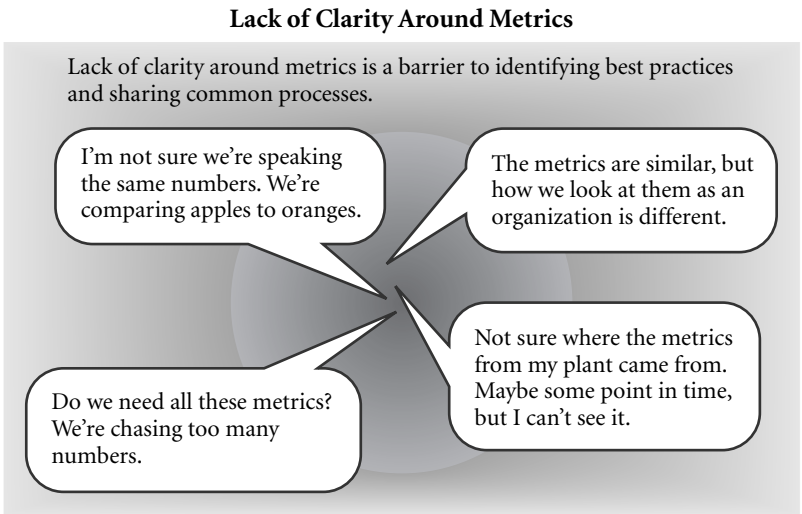 Lack of Clarity Around Metrics
Lack of clarity around metrics is a barrier to identifying best practices
and sharing common processes.
I’m not sure we’re speaking
the same numbers. We’re
comparing apples to oranges.
The metrics are similar, but
how we look at them as an
organization is different.
Do we need all these metrics?
We’re chasing too many
numbers.
Not sure where the metrics
from my plant came from.
Maybe some point in time,
but I can’t see it.